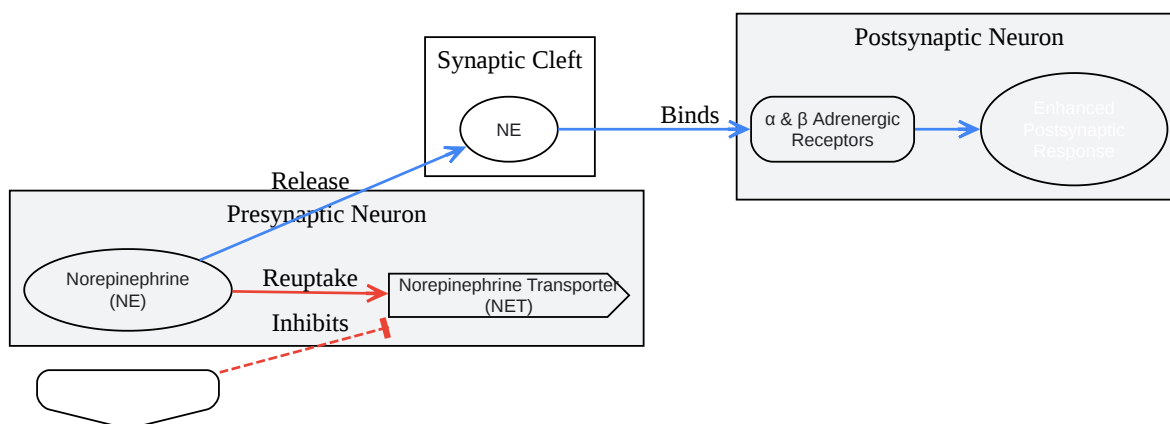 Postsynaptic Neuron
Synaptic Cleft
NE
Binds
α & β Adrenergic
Receptors
Enhanced
Postsynaptic
Response
Release
Presynaptic Neuron
Norepinephrine
(NE)
Reuptake
Norepinephrine Transporter
(NET)
Inhibits